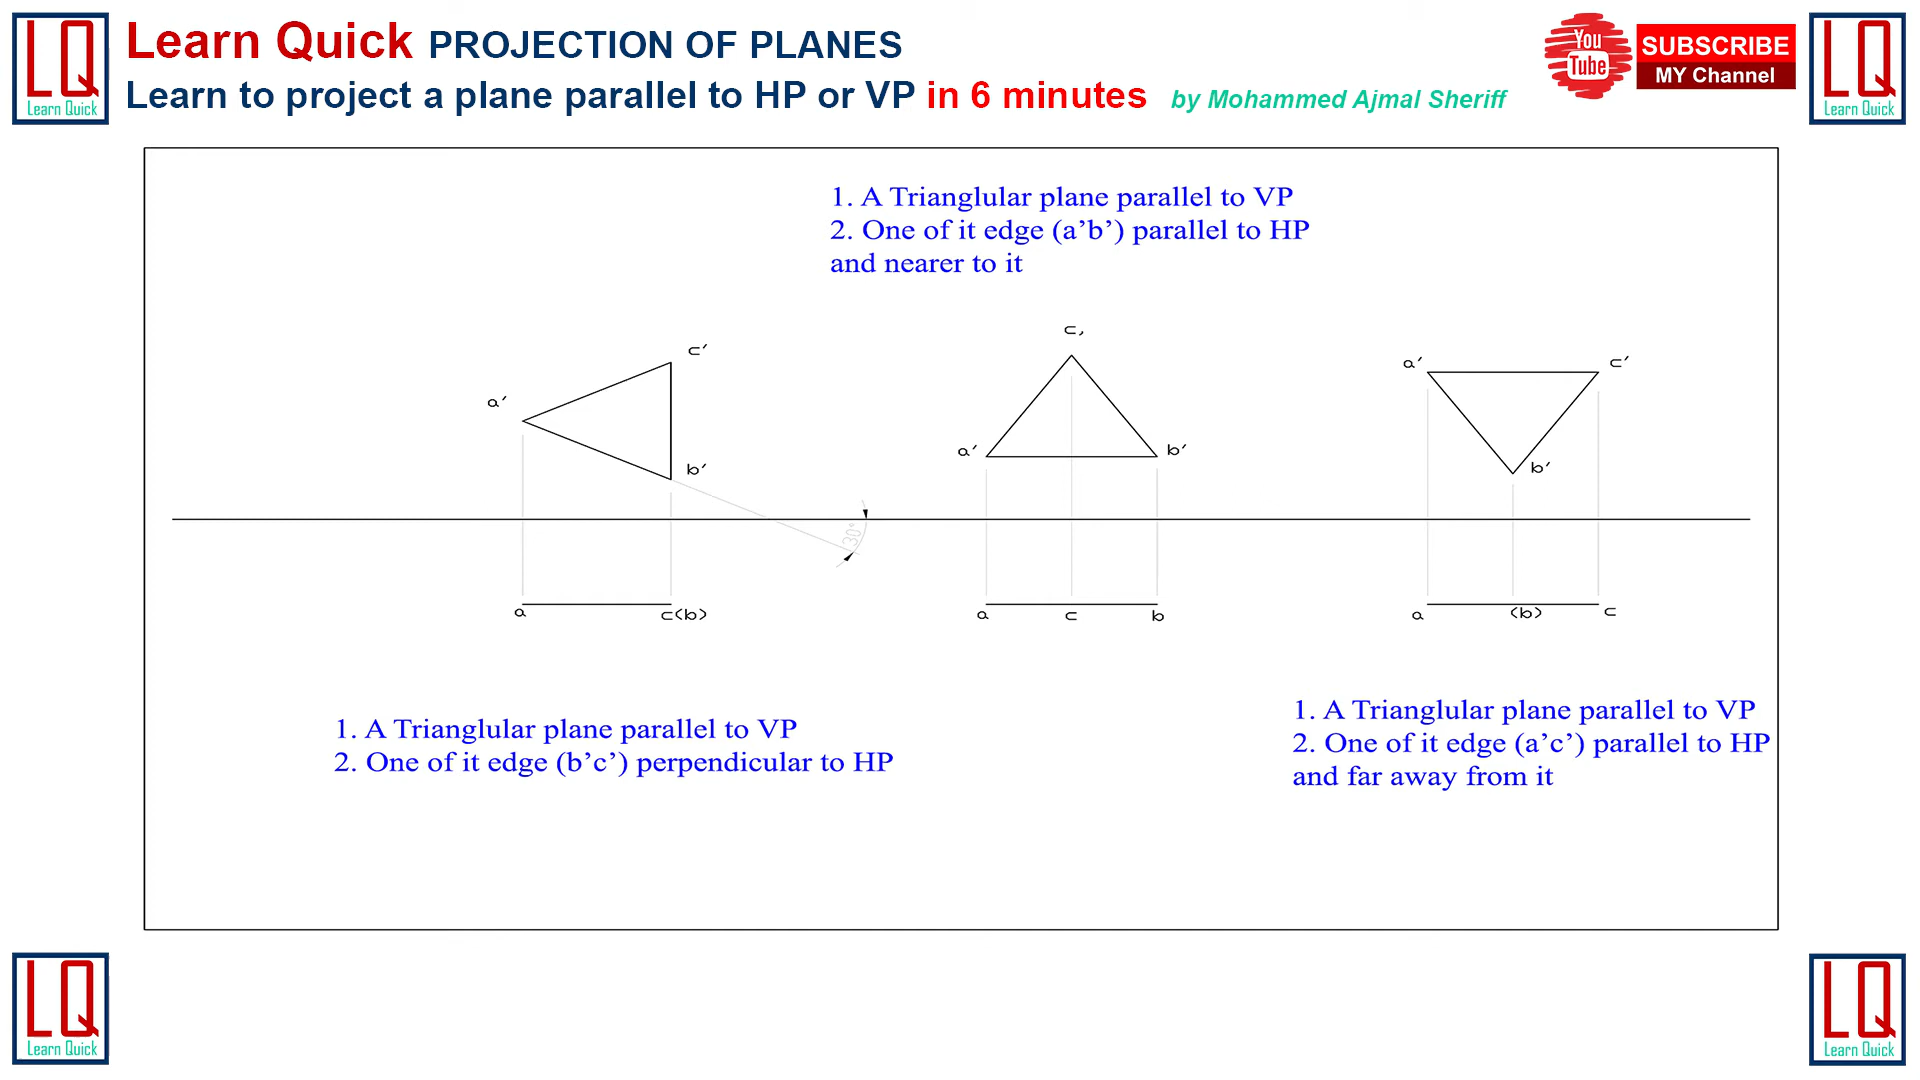 LQ
Learn Quick
Learn Quick PROJECTION OF PLANES
Learn to project a plane parallel to HP or VP in 6 minutes by Mohammed Ajmal Sheriff
You
Tube
SUBSCRIBE
MY Channel
LQ
Learn Quick
1. A Trianglular plane parallel to VP
2. One of it edge (a’b’) parallel to HP
and nearer to it
c'
a'
b'
30°
a
c(b)
c,
a'
b'
a
c
b
a'
c'
b'
a
(b)
c
1. A Trianglular plane parallel to VP
2. One of it edge (b’c’) perpendicular to HP
1. A Trianglular plane parallel to VP
2. One of it edge (a’c’) parallel to HP
and far away from it
LQ
Learn Quick
LQ
Learn Quick